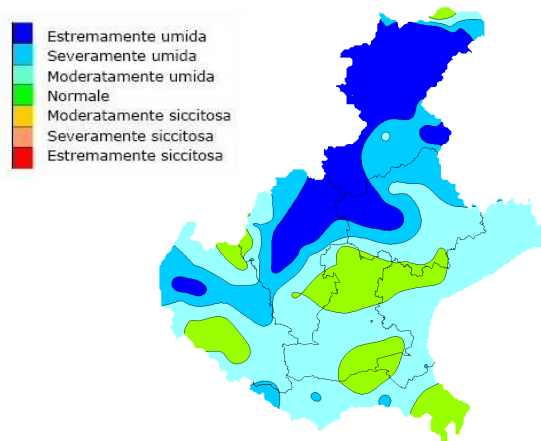 Estremamente umida
Severamente umida
Moderatamente umida
Normale
Moderatamente siccitosa
Severamente siccitosa
Estremamente siccitosa